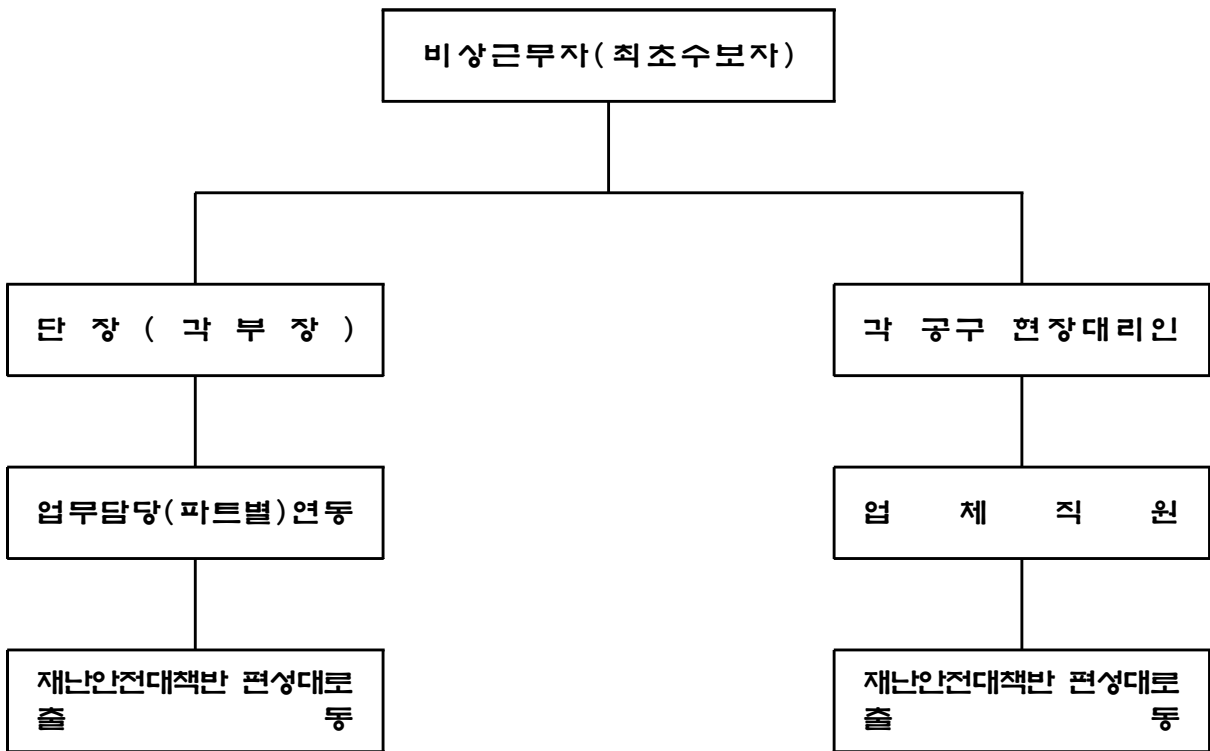 비상근무자(최초수보자)
단 장 ( 각 부 장 )
각 공구 현장대리인
업무담당(파트별)연동
업 체 직 원
재난안전대책반 편성대로
출 동
재난안전대책반 편성대로
출 동